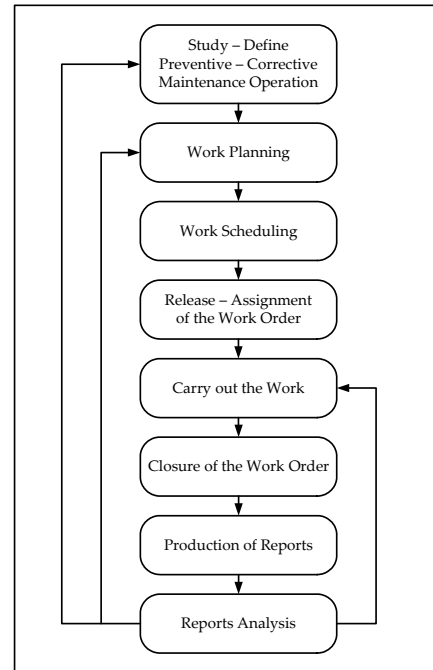 Study – Define
Preventive – Corrective
Maintenance Operation
Work Planning
Work Scheduling
Release – Assignment
of the Work Order
Carry out the Work
Closure of the Work Order
Production of Reports
Reports Analysis